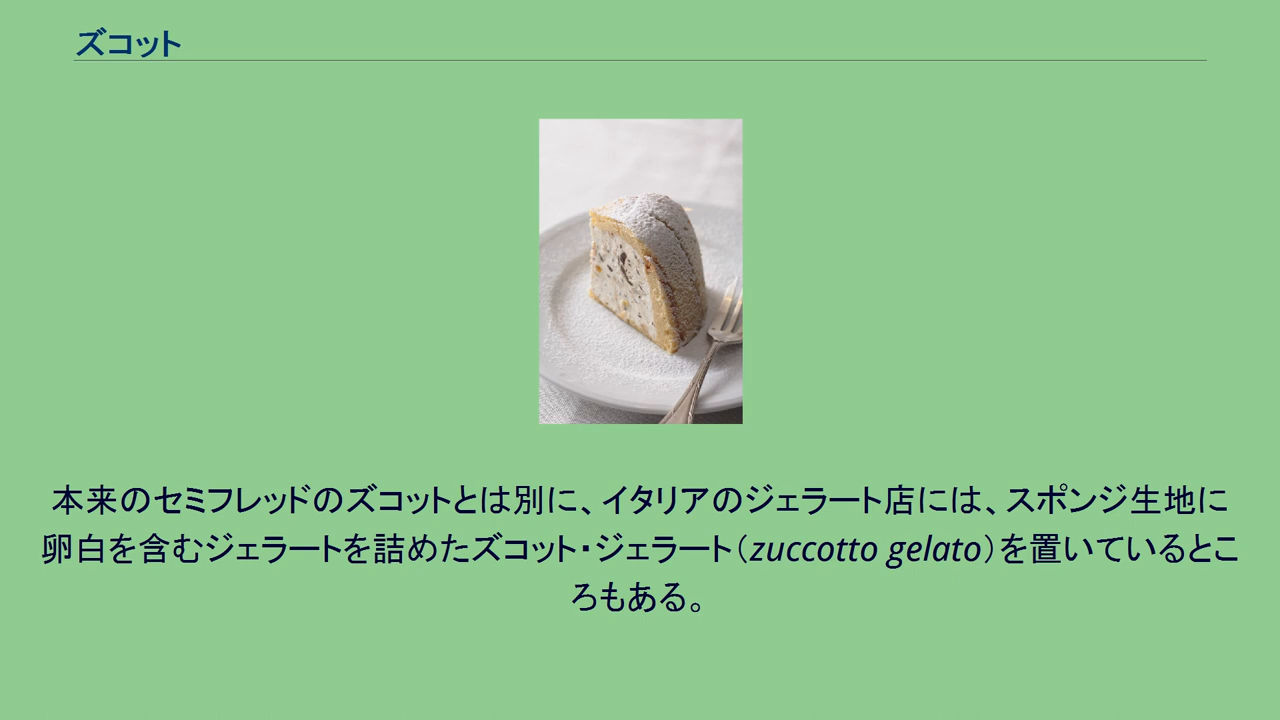 ズコット
本来のセミフレッドのズコットとは別に、イタリアのジェラート店には、スポンジ生地に
卵白を含むジェラートを詰めたズコット・ジェラート（zuccotto gelato）を置いているとこ
ろもある。